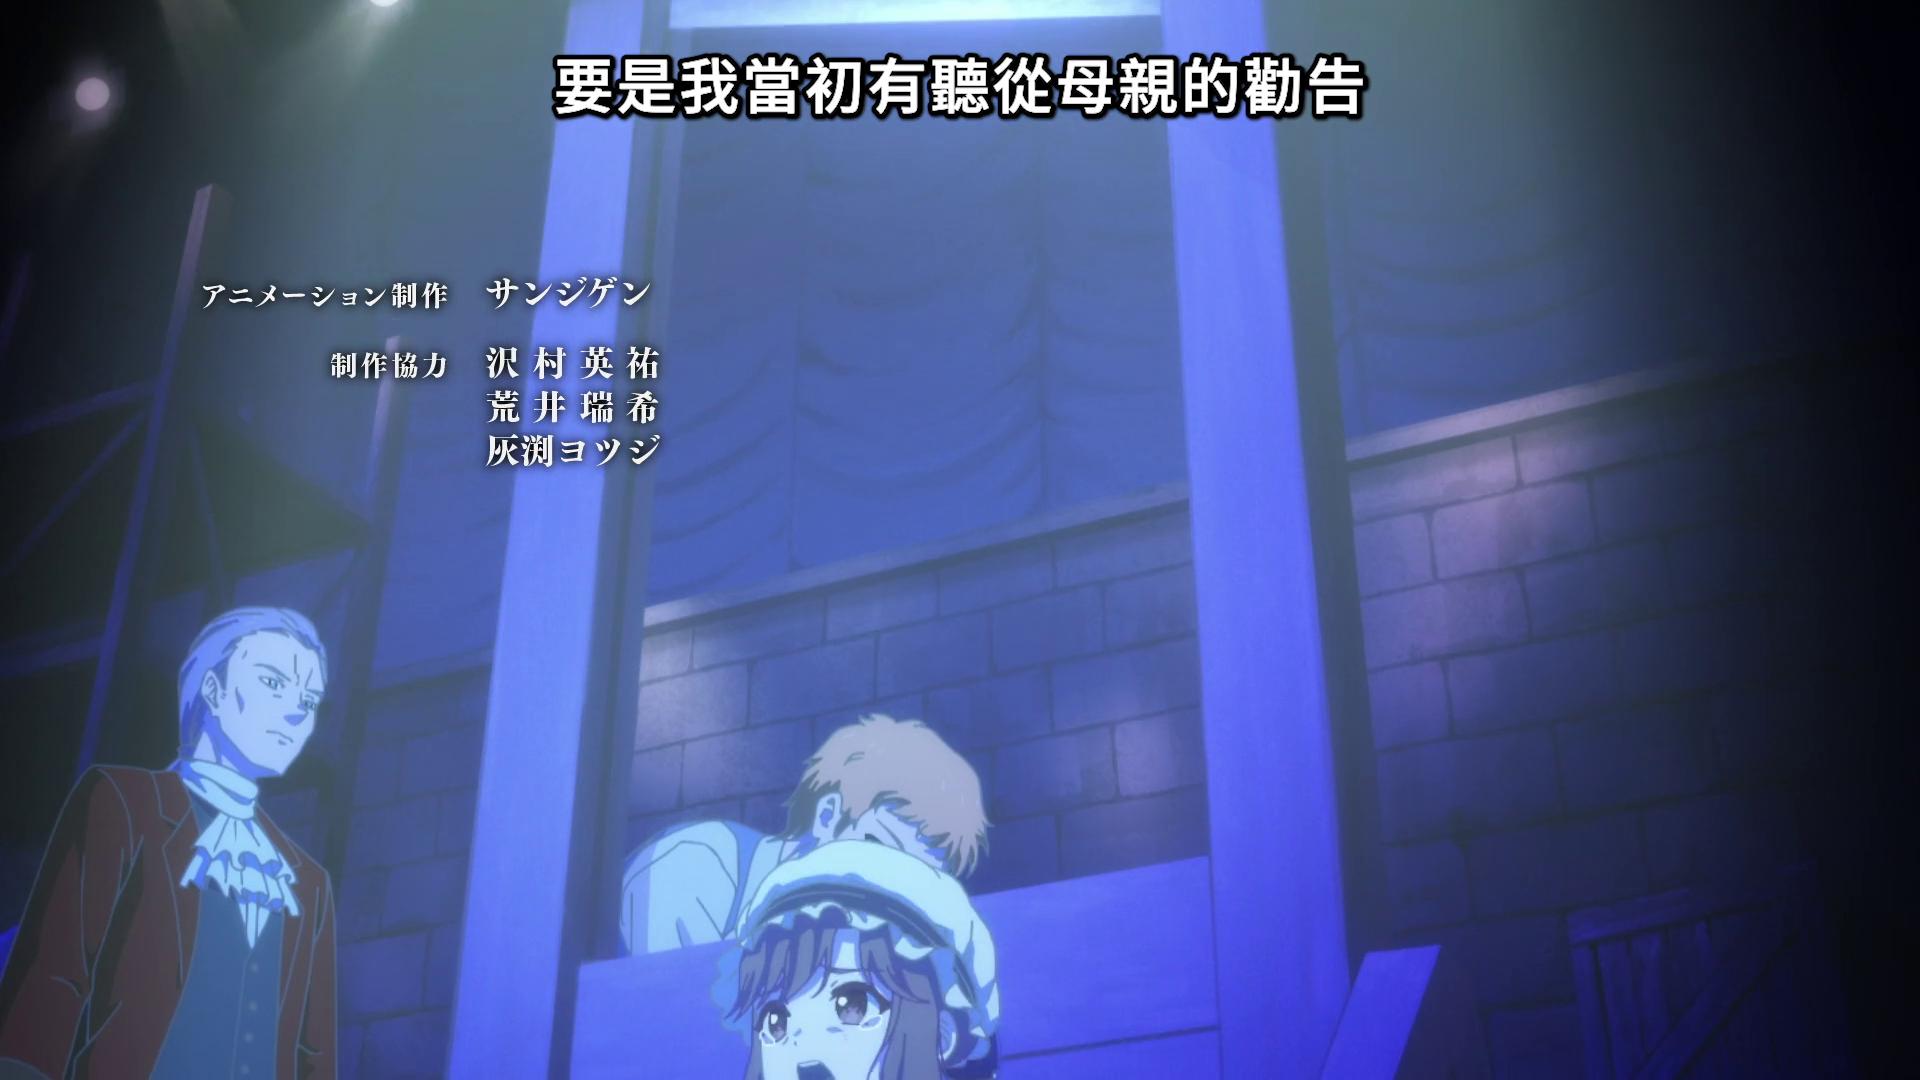 要是我當初有聽從母親的勸告
アニメーション制作 サンジゲン
制作協力 沢村英祐
荒井瑞希
灰渕ヨツジ